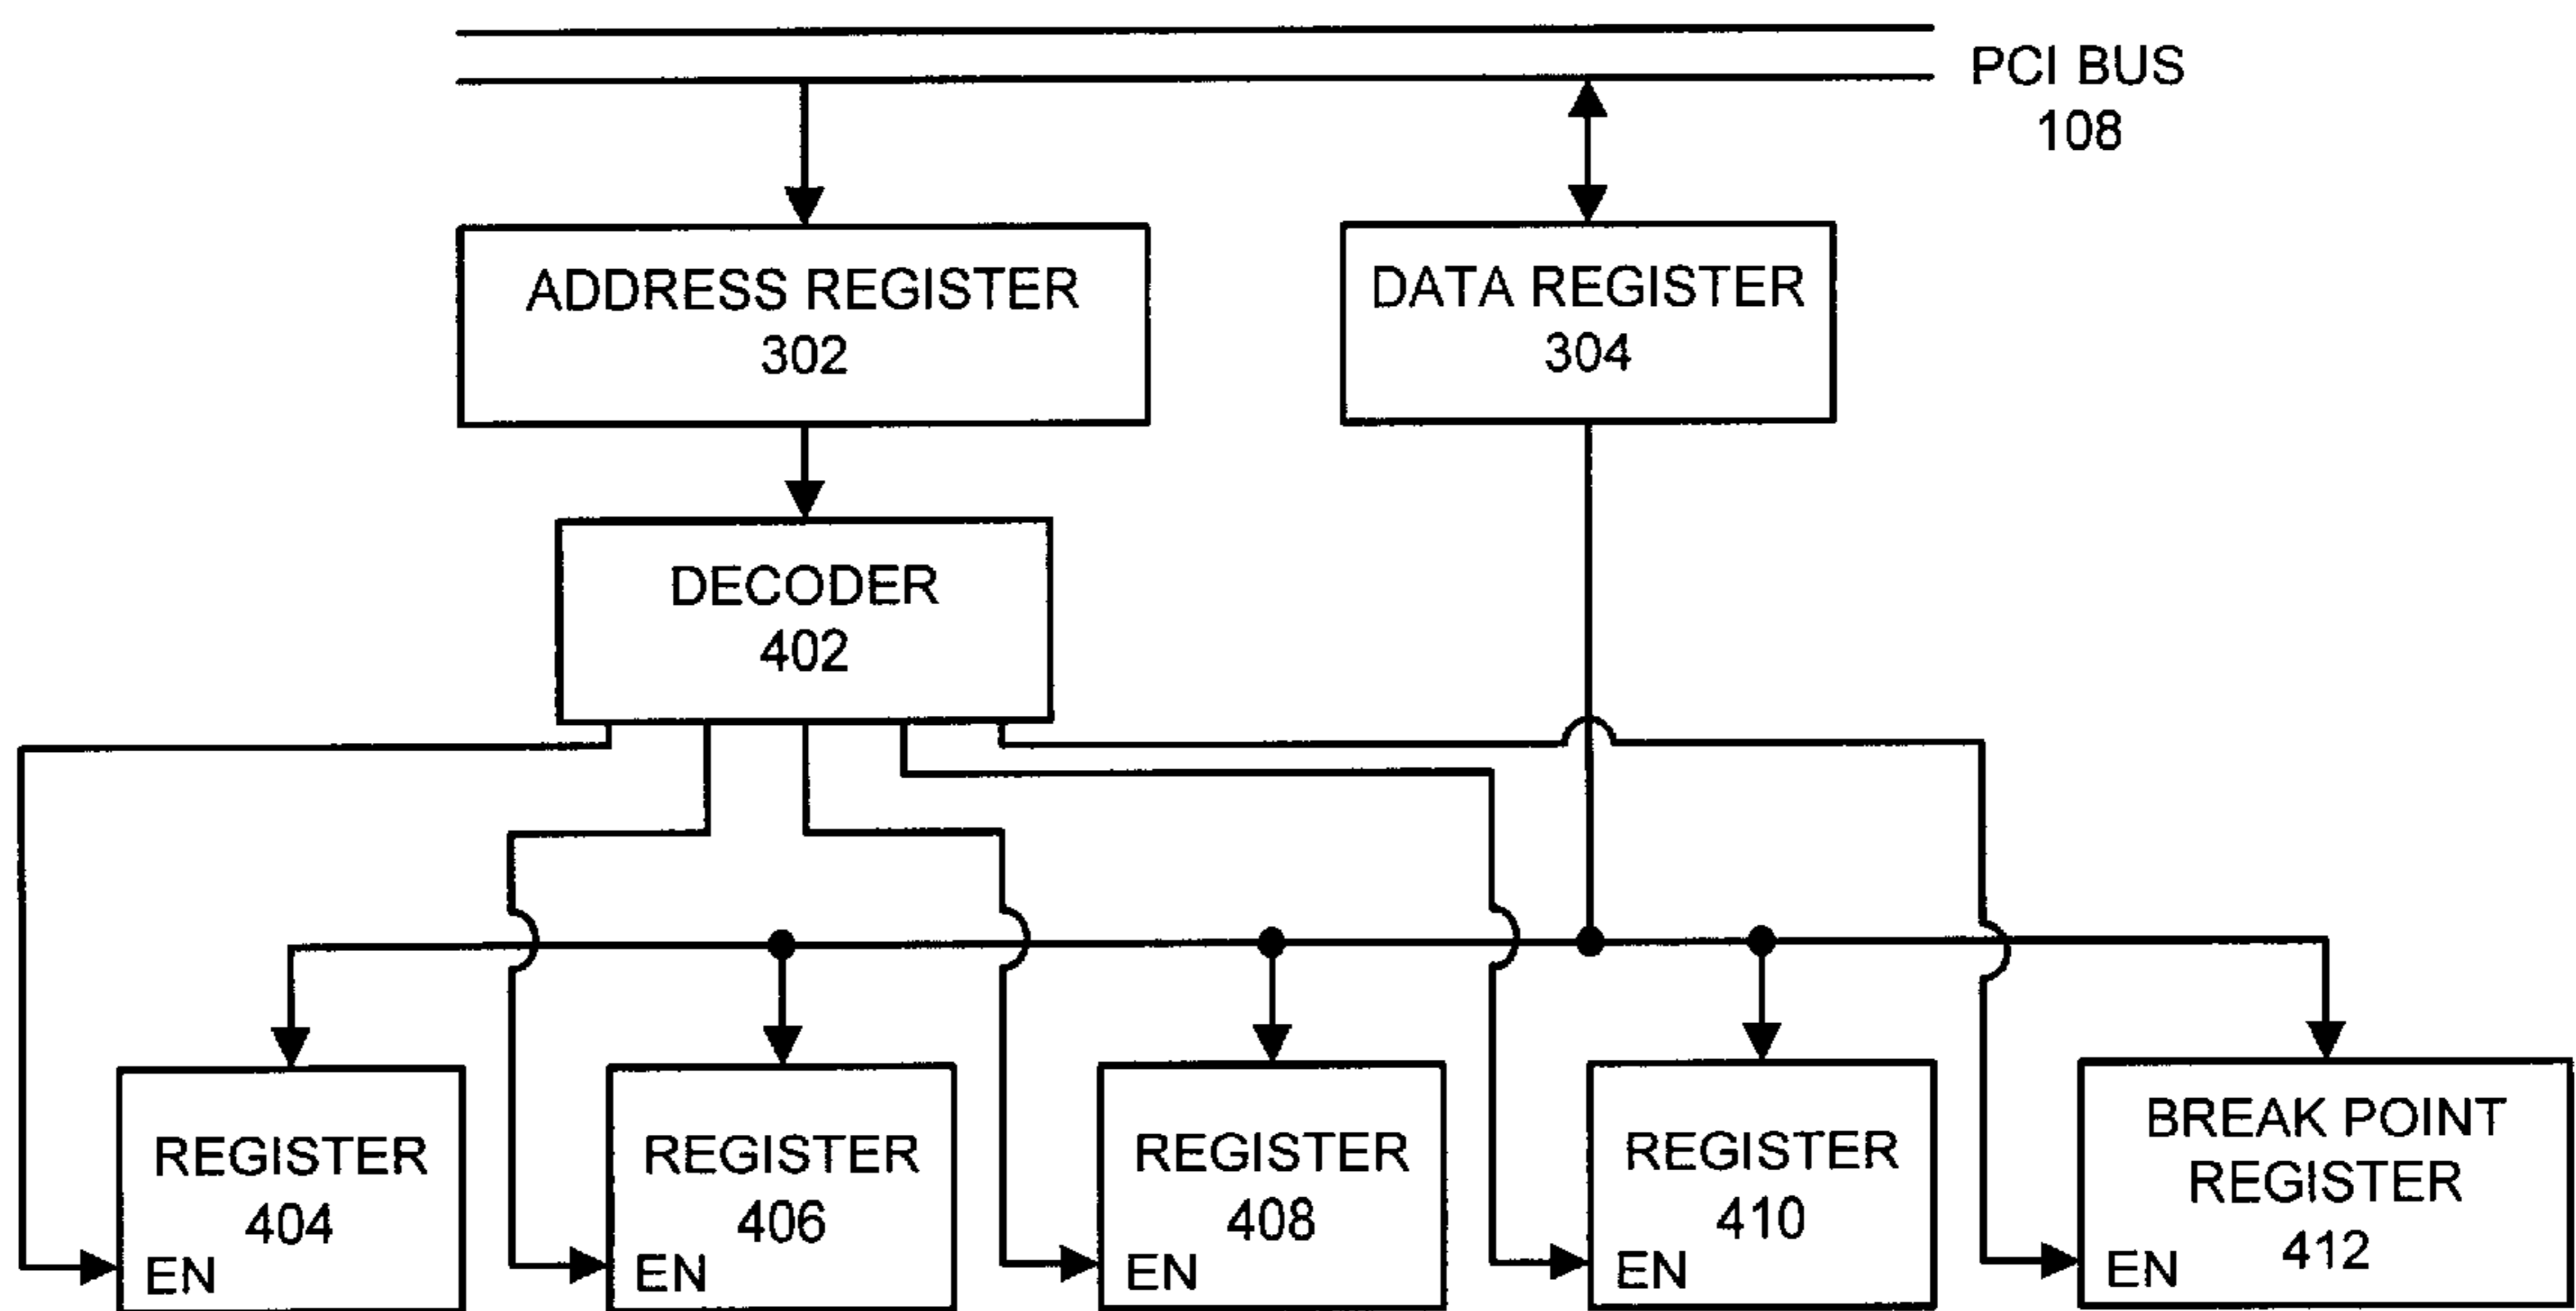 PCI BUS
108
ADDRESS REGISTER
302
DATA REGISTER
304
DECODER
402
REGISTER
404
EN
REGISTER
406
EN
REGISTER
408
EN
REGISTER
410
EN
BREAK POINT
REGISTER
412
EN